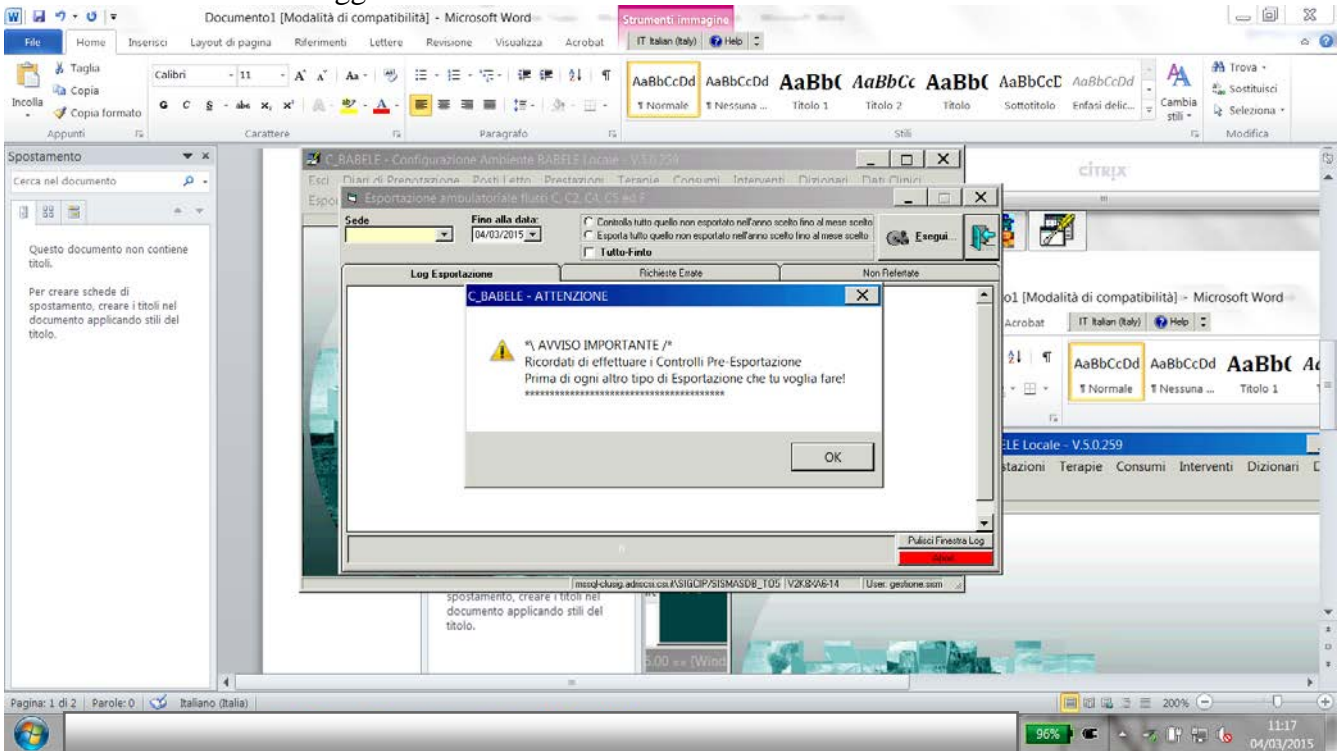 Documento1 [Modalità di compatibilità] - Microsoft Word
Strumenti immagine
IT Italian (Italy) Help
File Home Inserisci Layout di pagina Riferimenti Lettere Revisione Visualizza Acrobat
Incolla
Taglia
Copia
Copia formato
Calibri 11
G C S abc x, x²
Appunti Carattere Paragrafo Stili Modifica
AaBbCcDd AaBbCcDd AaBb( AaBbCc AaBb( AaBbCcD AaBbCcDd
¶ Normale ¶ Nessuna ... Titolo 1 Titolo 2 Titolo Sottotitolo Enfasi delic...
Cambia stili
Trova
Sostituisci
Seleziona
Spostamento
Cerca nel documento
Questo documento non contiene
titoli.
Per creare schede di
spostamento, creare i titoli nel
documento applicando stili del
titolo.
C_BABELE - Configurazione Ambiente BABELE Locale - V.5.0.259
Esci Diari di Prenotazione Posti Letto Prestazioni Terapie Consumi Interventi Dizionari Dati Clinici
Esportazione ambulatoriale flussi C, C2, C4, C5 ed F
Sede
Fino alla data:
04/03/2015
Controlla tutto quello non esportato nell'anno scelto fino al mese scelto
Esporta tutto quello non esportato nell'anno scelto fino al mese scelto
Tutto-Finto
Esegui...
Log Esportazione Richieste Errate Non Refertate
C_BABELE - ATTENZIONE
*\ AVVISO IMPORTANTE /*
Ricordati di effettuare i Controlli Pre-Esportazione
Prima di ogni altro tipo di Esportazione che tu voglia fare!
****************************************
OK
Pulisci Finestra Log
V2K8 User: gestione.sism
citrix
o1 [Modalità di compatibilità] - Microsoft Word
Acrobat IT Italian (Italy) Help
AaBbCcDd AaBbCcDd AaBb(
¶ Normale ¶ Nessuna ... Titolo 1
ELE Locale - V.5.0.259
stazioni Terapie Consumi Interventi Dizionari
spostamento, creare i titoli nel
documento applicando stili del
titolo.
5.00 == [Wind
Pagina: 1 di 2 Parole: 0 Italiano (Italia) 200%
96%
11:17
04/03/2015